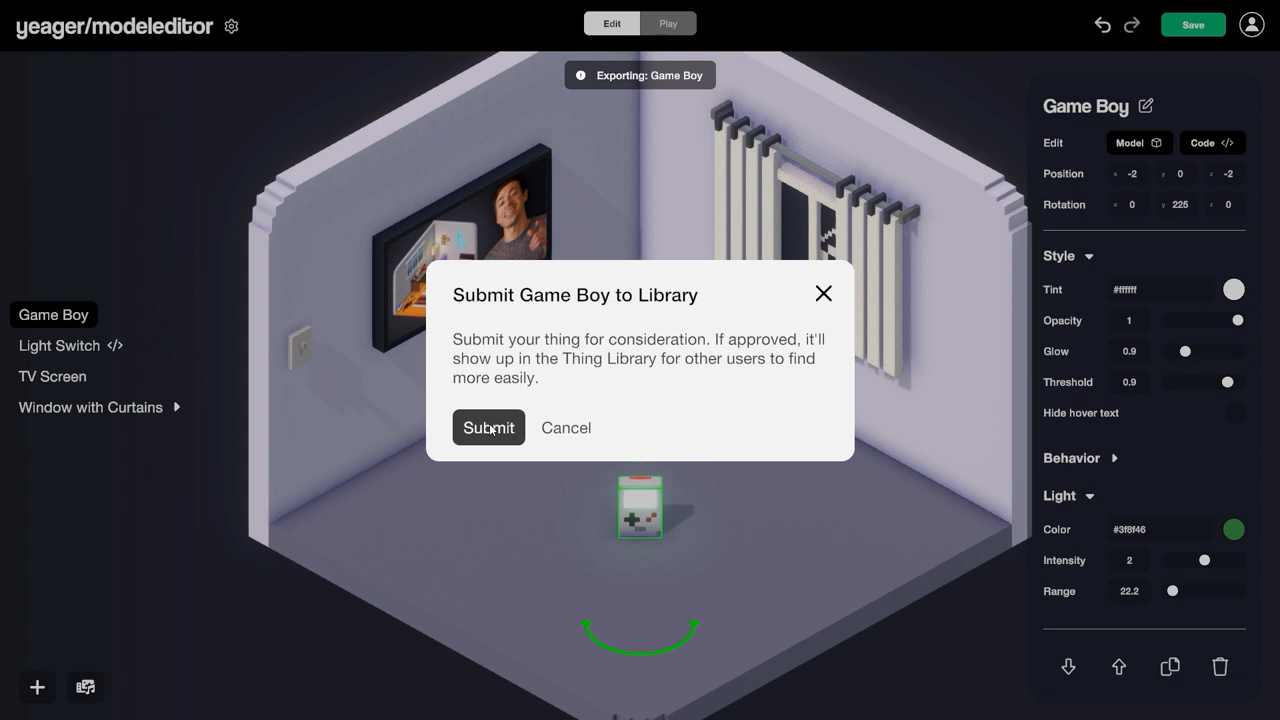 yeager/modeleditor
Edit
Play
Save
Exporting: Game Boy
Game Boy
Light Switch </>
TV Screen
Window with Curtains
Submit Game Boy to Library
Submit your thing for consideration. If approved, it'll
show up in the Thing Library for other users to find
more easily.
Submit
Cancel
Game Boy
Edit
Model
Code </>
Position x -2 y 0 z -2
Rotation x 0 y 225 z 0
Style
Tint #ffffff
Opacity 1
Glow 0.9
Threshold 0.9
Hide hover text
Behavior
Light
Color #3f8f46
Intensity 2
Range 22.2